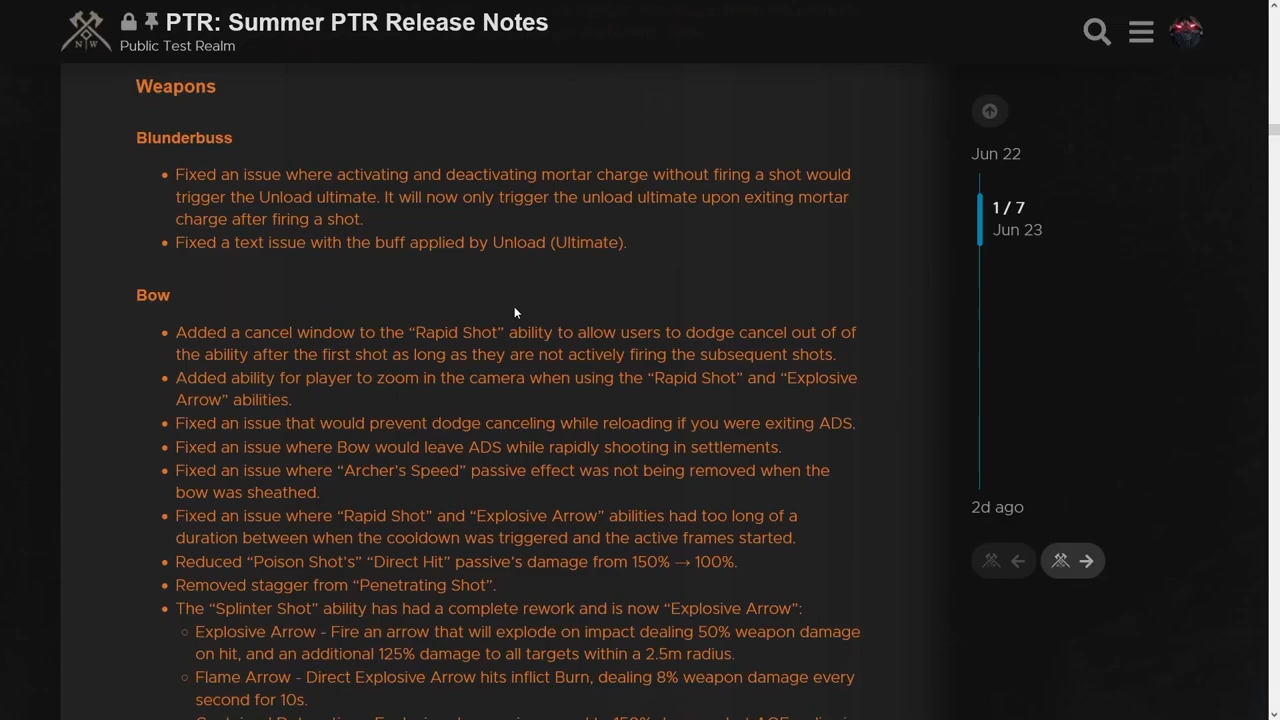 PTR: Summer PTR Release Notes
Public Test Realm
N W
Weapons
Blunderbuss
• Fixed an issue where activating and deactivating mortar charge without firing a shot would
trigger the Unload ultimate. It will now only trigger the unload ultimate upon exiting mortar
charge after firing a shot.
• Fixed a text issue with the buff applied by Unload (Ultimate).
Bow
• Added a cancel window to the “Rapid Shot” ability to allow users to dodge cancel out of of
the ability after the first shot as long as they are not actively firing the subsequent shots.
• Added ability for player to zoom in the camera when using the “Rapid Shot” and “Explosive
Arrow” abilities.
• Fixed an issue that would prevent dodge canceling while reloading if you were exiting ADS.
• Fixed an issue where Bow would leave ADS while rapidly shooting in settlements.
• Fixed an issue where “Archer’s Speed” passive effect was not being removed when the
bow was sheathed.
• Fixed an issue where “Rapid Shot” and “Explosive Arrow” abilities had too long of a
duration between when the cooldown was triggered and the active frames started.
• Reduced “Poison Shot’s” “Direct Hit” passive’s damage from 150% → 100%.
• Removed stagger from “Penetrating Shot”.
• The “Splinter Shot” ability has had a complete rework and is now “Explosive Arrow”:
◦ Explosive Arrow - Fire an arrow that will explode on impact dealing 50% weapon damage
on hit, and an additional 125% damage to all targets within a 2.5m radius.
◦ Flame Arrow - Direct Explosive Arrow hits inflict Burn, dealing 8% weapon damage every
second for 10s.
Jun 22
1 / 7
Jun 23
2d ago